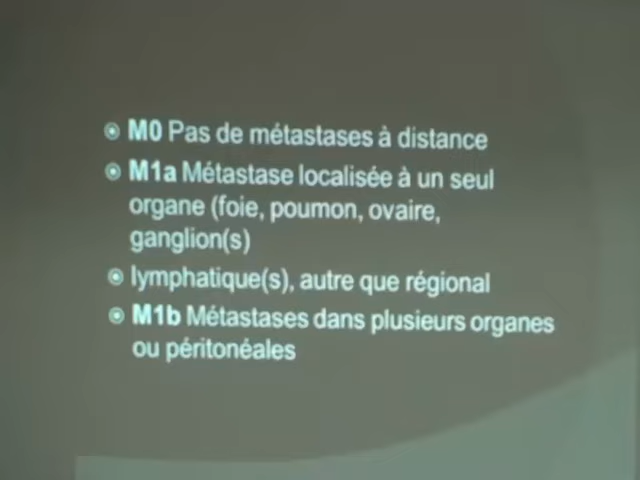 M0 Pas de métastases à distance
M1a Métastase localisée à un seul
organe (foie, poumon, ovaire,
ganglion(s)
lymphatique(s), autre que régional
M1b Métastases dans plusieurs organes
ou péritonéales